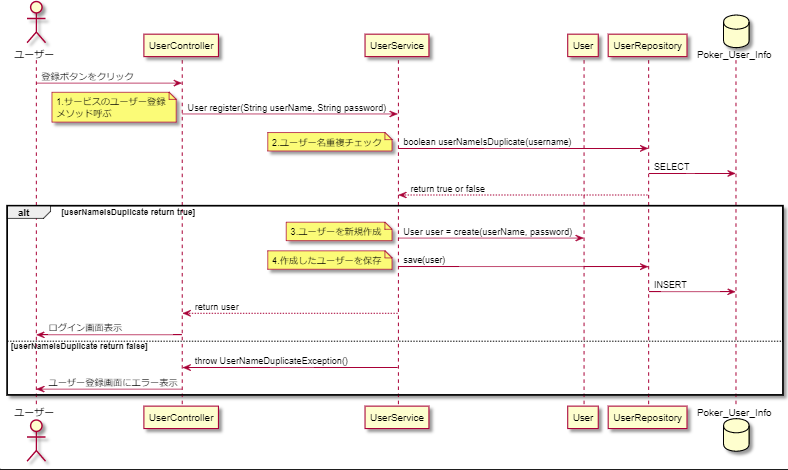 ユーザー
UserController
UserService
User
UserRepository
Poker_User_Info
登録ボタンをクリック
1.サービスのユーザー登録
メソッド呼ぶ
User register(String userName, String password)
2.ユーザー名重複チェック
boolean userNameIsDuplicate(username)
SELECT
return true or false
alt
[userNameIsDuplicate return true]
3.ユーザーを新規作成
User user = create(userName, password)
4.作成したユーザーを保存
save(user)
INSERT
return user
ログイン画面表示
[userNameIsDuplicate return false]
throw UserNameDuplicateException()
ユーザー登録画面にエラー表示
ユーザー
UserController
UserService
User
UserRepository
Poker_User_Info